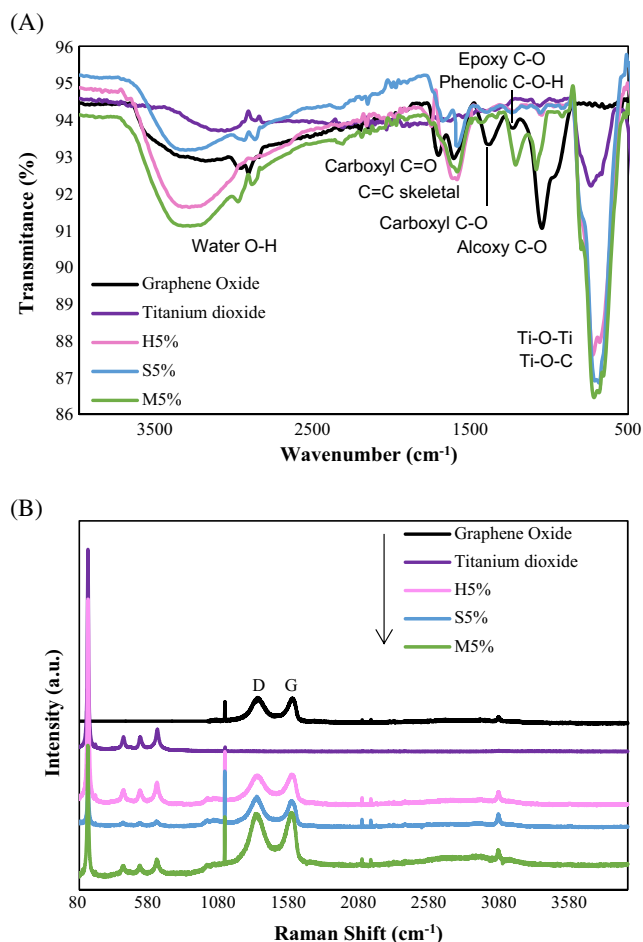 (A)
96
95
94
93
92
91
90
88
87
86
Transmitance (%)
Epoxy C-O
Phenolic C-O-H
Carboxyl C=O
C=C skeletal
Carboxyl C-O
Alcoxy C-O
Water O-H
Ti-O-Ti
Ti-O-C
Graphene Oxide
Titanium dioxide
H5%
S5%
M5%
3500 2500 1500 500
Wavenumber (cm-1)
(B)
Graphene Oxide
Titanium dioxide
H5%
S5%
M5%
D G
Intensity (a.u.)
80 580 1080 1580 2080 2580 3080 3580
Raman Shift (cm-1)